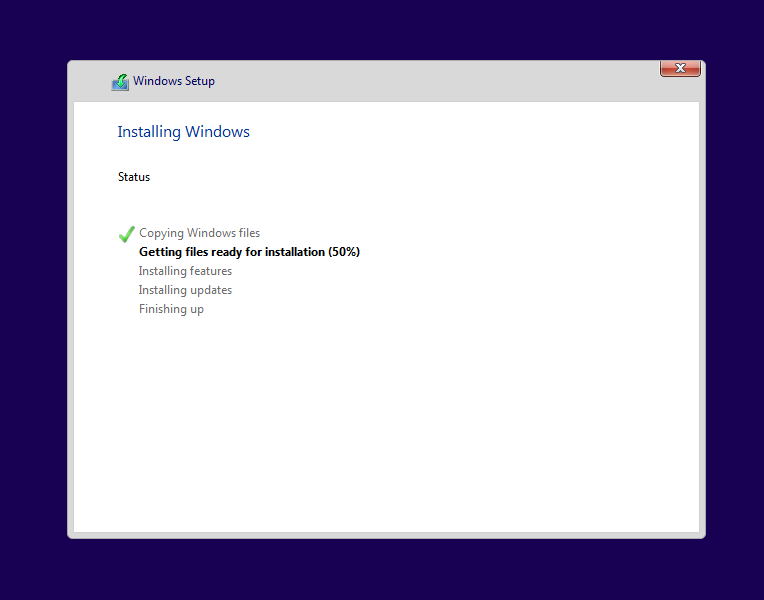 Windows Setup
Installing Windows
Status
Copying Windows files
Getting files ready for installation (50%)
Installing features
Installing updates
Finishing up